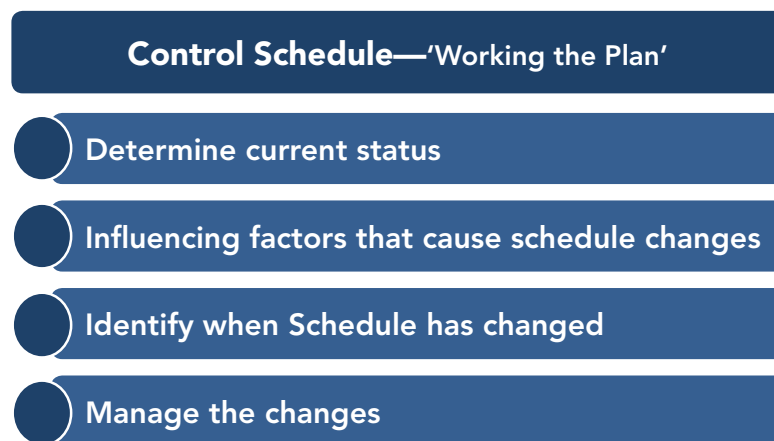 Control Schedule—‘Working the Plan’
Determine current status
Influencing factors that cause schedule changes
Identify when Schedule has changed
Manage the changes